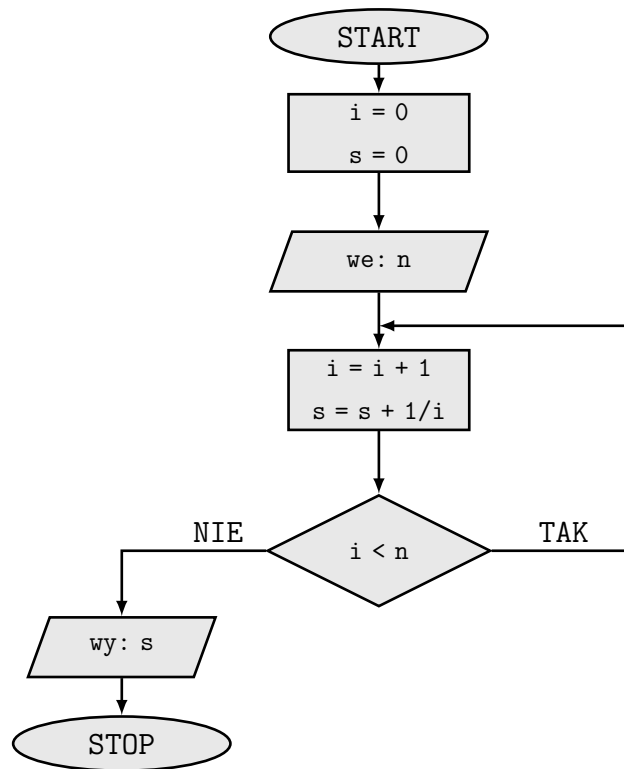 START
i = 0
s = 0
we: n
i = i + 1
s = s + 1/i
NIE
TAK
i < n
wy: s
STOP